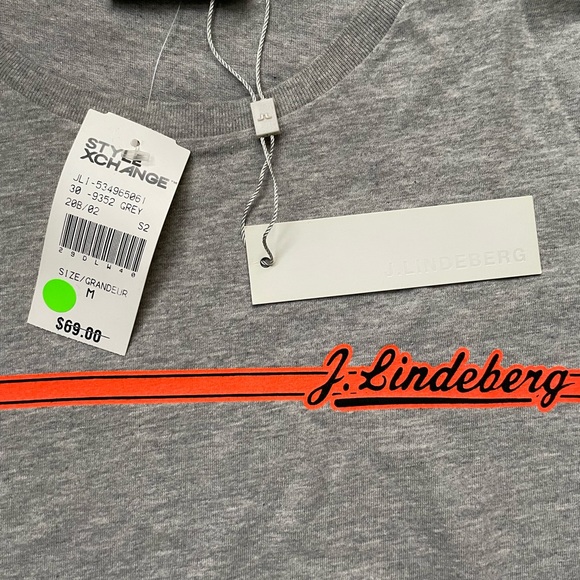 STYLE
XCHANGE
JLI-534965061
30 -9352 GREY
20B/02 S2
SIZE/GRANDEUR
M
$69.00
J.LINDEBERG
J. Lindeberg